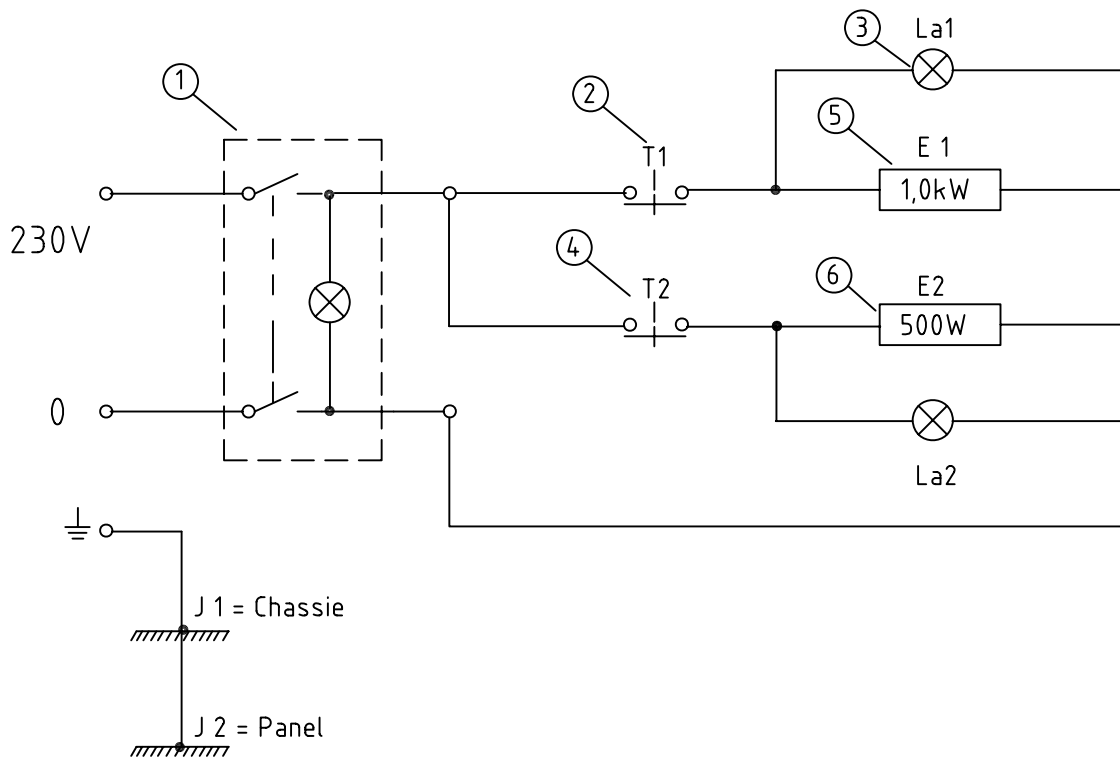 3
La1
1
2
5
E 1
T1
1,0kW
230V
4
6
T2
E2
500W
0
La2
J 1 = Chassie
J 2 = Panel